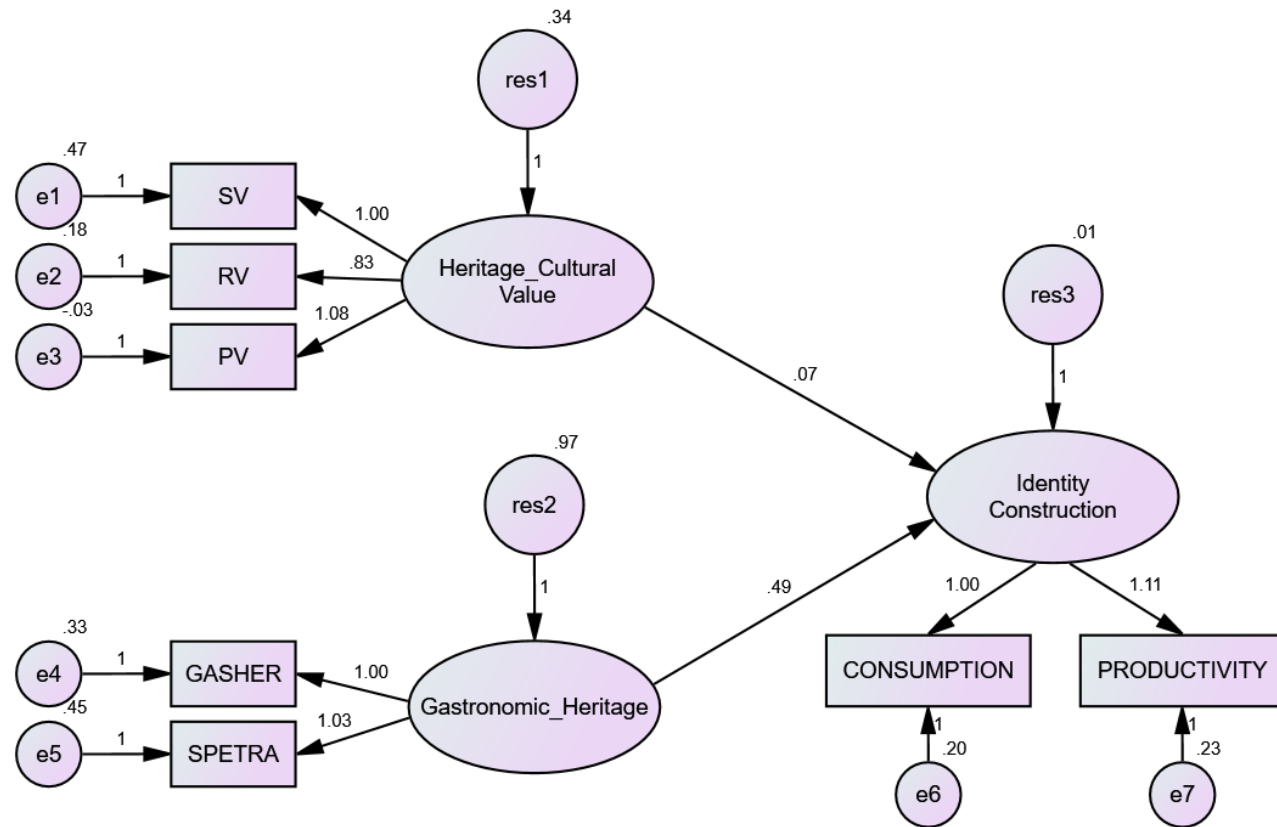 .34
res1
1
.47
e1
1
SV
1.00
.18
e2
1
RV
.83
-.03
e3
1
PV
1.08
Heritage_Cultural
Value
.07
.01
res3
1
.97
res2
1
Identity
Construction
.49
.33
e4
1
GASHER
1.00
.45
e5
1
SPETRA
1.03
Gastronomic_Heritage
1.00
1.11
CONSUMPTION
PRODUCTIVITY
1
.20
e6
1
.23
e7